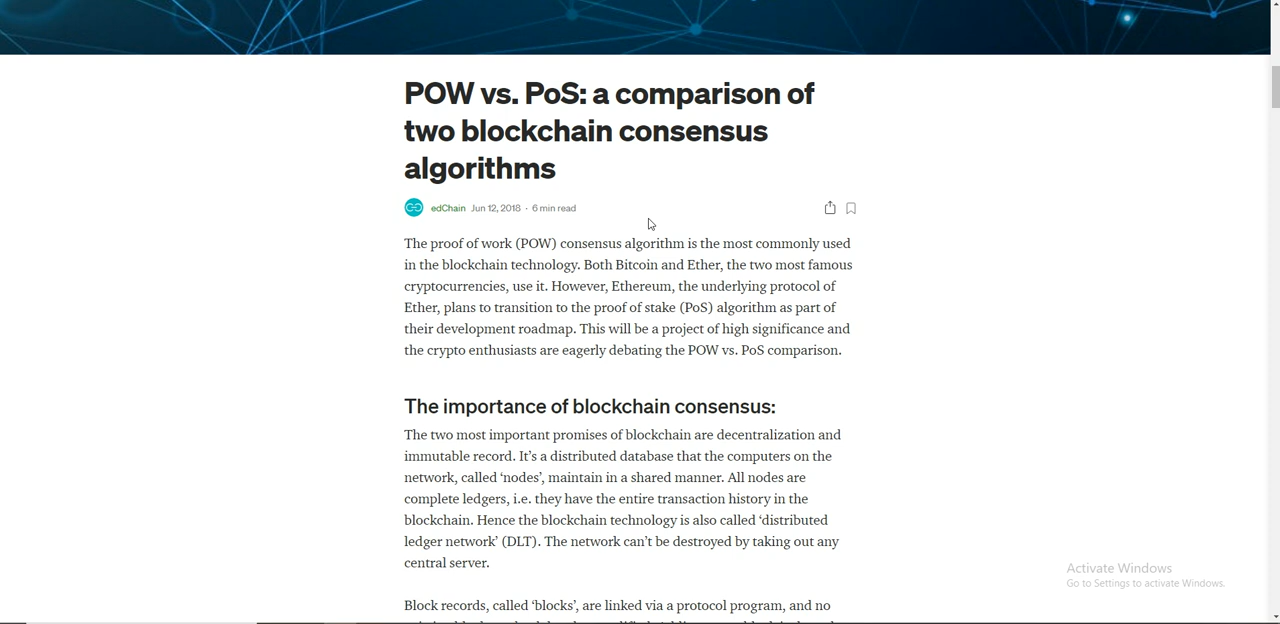 POW vs. PoS: a comparison of
two blockchain consensus
algorithms
edChain Jun 12, 2018 · 6 min read
The proof of work (POW) consensus algorithm is the most commonly used
in the blockchain technology. Both Bitcoin and Ether, the two most famous
cryptocurrencies, use it. However, Ethereum, the underlying protocol of
Ether, plans to transition to the proof of stake (PoS) algorithm as part of
their development roadmap. This will be a project of high significance and
the crypto enthusiasts are eagerly debating the POW vs. PoS comparison.
The importance of blockchain consensus:
The two most important promises of blockchain are decentralization and
immutable record. It’s a distributed database that the computers on the
network, called ‘nodes’, maintain in a shared manner. All nodes are
complete ledgers, i.e. they have the entire transaction history in the
blockchain. Hence the blockchain technology is also called ‘distributed
ledger network’ (DLT). The network can’t be destroyed by taking out any
central server.
Block records, called ‘blocks’, are linked via a protocol program, and no
Activate Windows
Go to Settings to activate Windows.